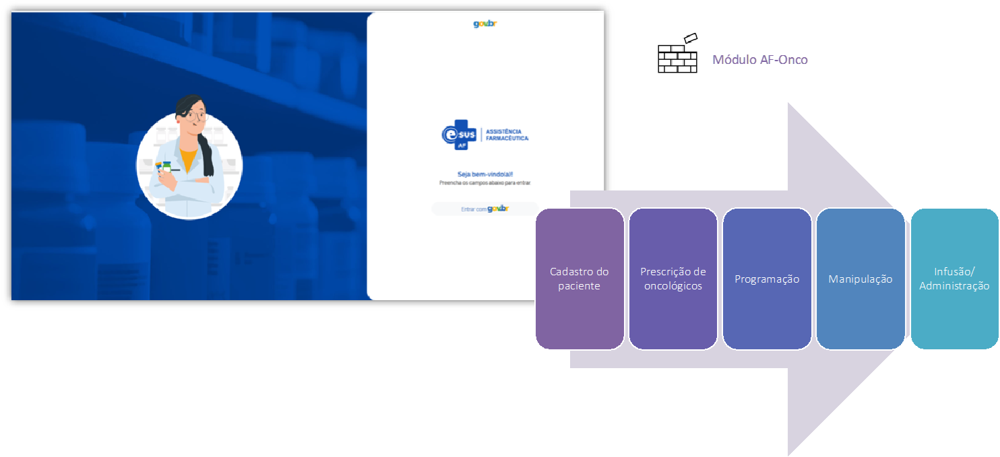 gov.br
e SUS
AF
ASSISTÊNCIA
FARMACÊUTICA
Seja bem-vindo(a)!
Preencha os campos abaixo para entrar.
Entrar com gov.br
Módulo AF-Onco
Cadastro do
paciente
Prescrição de
oncológicos
Programação
Manipulação
Infusão/
Administração